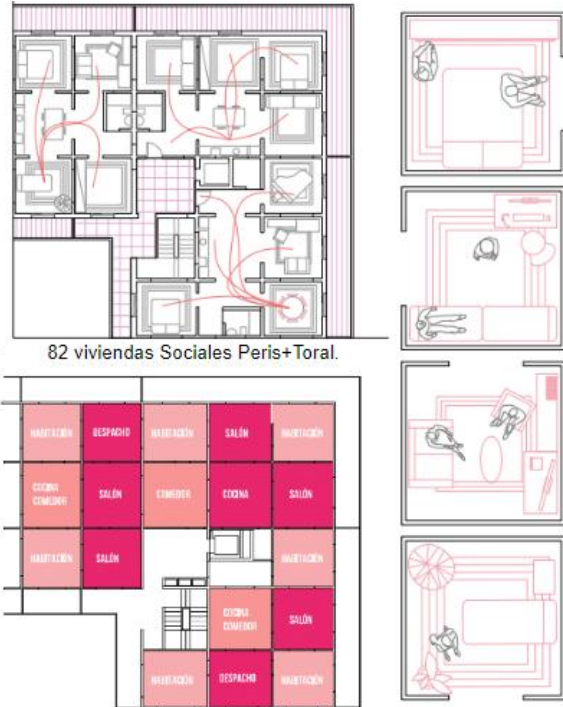 82 viviendas Sociales Peris+Toral.
HABITACIÓN DESPACHO HABITACIÓN SALÓN HABITACIÓN
COCINA COMEDOR SALÓN COMEDOR COCINA SALÓN
HABITACIÓN SALÓN HABITACIÓN
COCINA COMEDOR SALÓN
HABITACIÓN DESPACHO HABITACIÓN